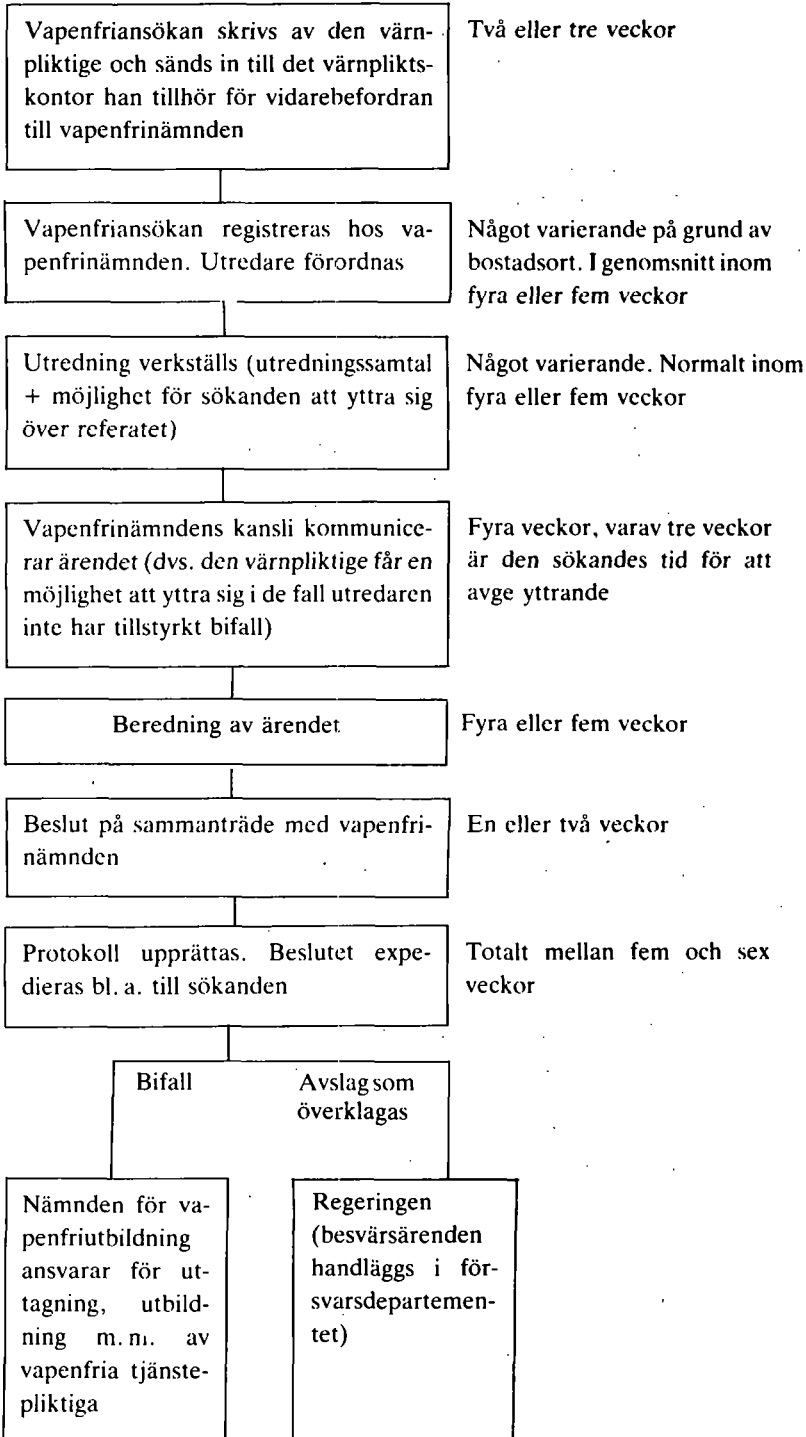 Vapenfriansökan skrivs av den värn-
pliktige och sänds in till det värnplikts-
kontor han tillhör för vidarebefordran
till vapenfrinämnden
Två eller tre veckor
Vapenfriansökan registreras hos va-
penfrinämnden. Utredare förordnas
Något varierande på grund av
bostadsort. I genomsnitt inom
fyra eller fem veckor
Utredning verkställs (utredningssamtal
+ möjlighet för sökanden att yttra sig
över referatet)
Något varierande. Normalt inom
fyra eller fem veckor
Vapenfrinämndens kansli kommunice-
rar ärendet (dvs. den värnpliktige får en
möjlighet att yttra sig i de fall utredaren
inte har tillstyrkt bifall)
Fyra veckor, varav tre veckor
är den sökandes tid för att
avge yttrande
Beredning av ärendet
Fyra eller fem veckor
Beslut på sammanträde med vapenfri-
nämnden
En eller två veckor
Protokoll upprättas. Beslutet expe-
dieras bl. a. till sökanden
Totalt mellan fem och sex
veckor
Bifall
Avslag som
överklagas
Nämnden för va-
penfriutbildning
ansvarar för ut-
tagning, utbild-
ning m. m. av
vapenfria tjänste-
pliktiga
Regeringen
(besvärsärenden
handläggs i för-
svarsdepartemen-
tet)